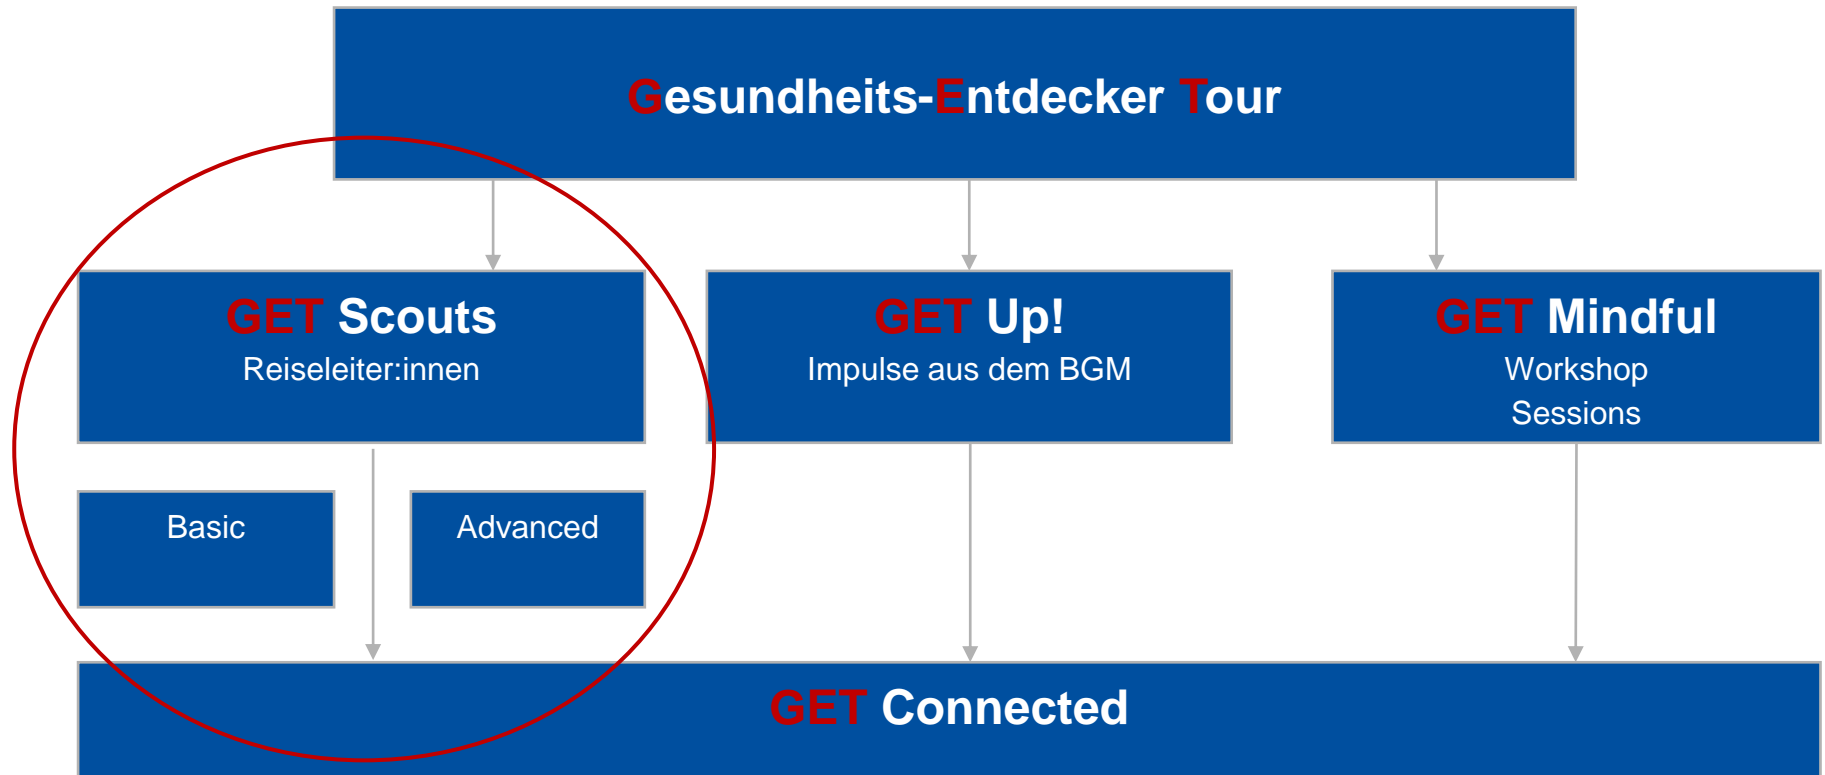 Gesundheits-Entdecker Tour
GET Scouts
Reiseleiter:innen
GET Up!
Impulse aus dem BGM
GET Mindful
Workshop
Sessions
Basic
Advanced
GET Connected